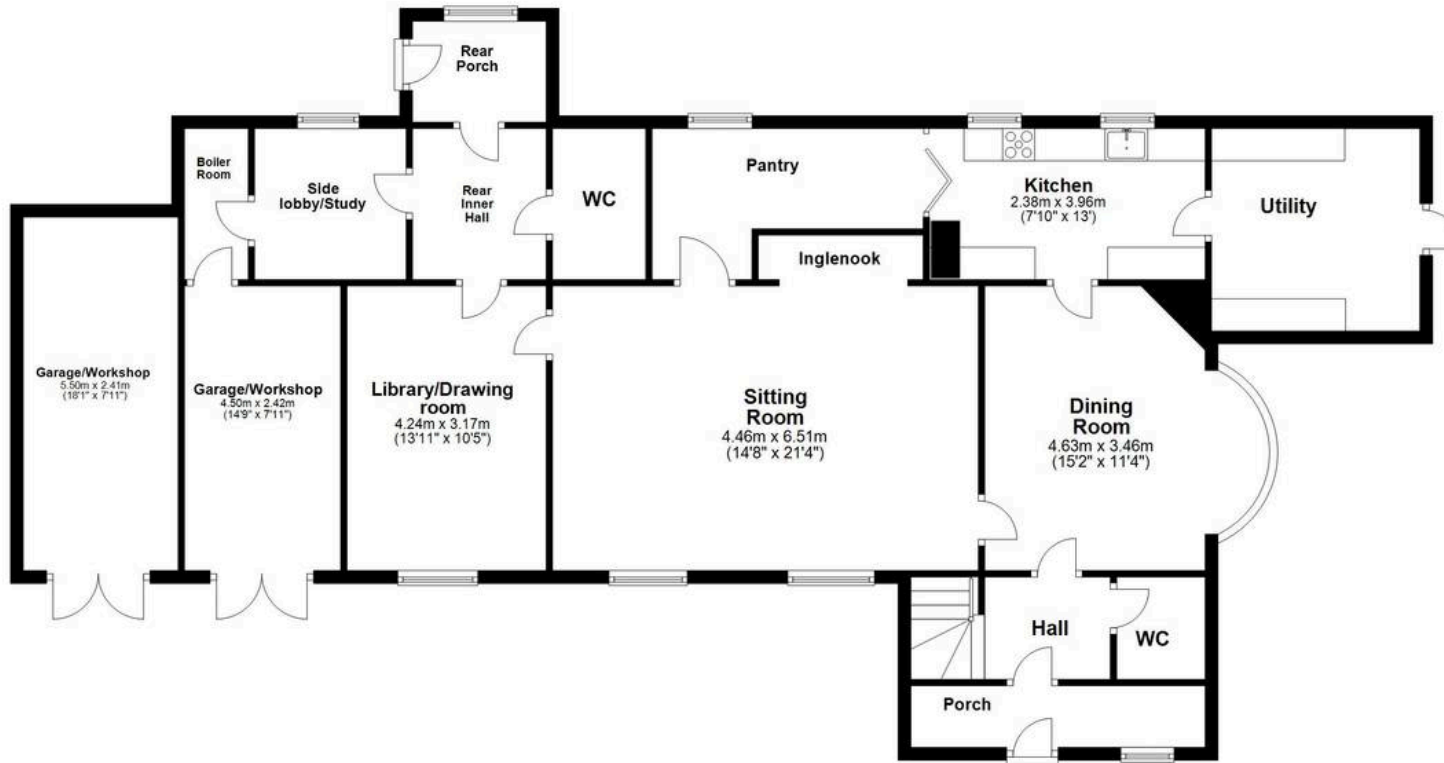 Rear
Porch
Boiler
Room
Side
lobby/Study
Rear
Inner
Hall
WC
Pantry
Kitchen
2.38m x 3.96m
(7'10" x 13')
Utility
Inglenook
Garage/Workshop
5.50m x 2.41m
(18'1" x 7'11")
Garage/Workshop
4.50m x 2.42m
(14'9" x 7'11")
Library/Drawing
room
4.24m x 3.17m
(13'11" x 10'5")
Sitting
Room
4.46m x 6.51m
(14'8" x 21'4")
Dining
Room
4.63m x 3.46m
(15'2" x 11'4")
Hall
WC
Porch